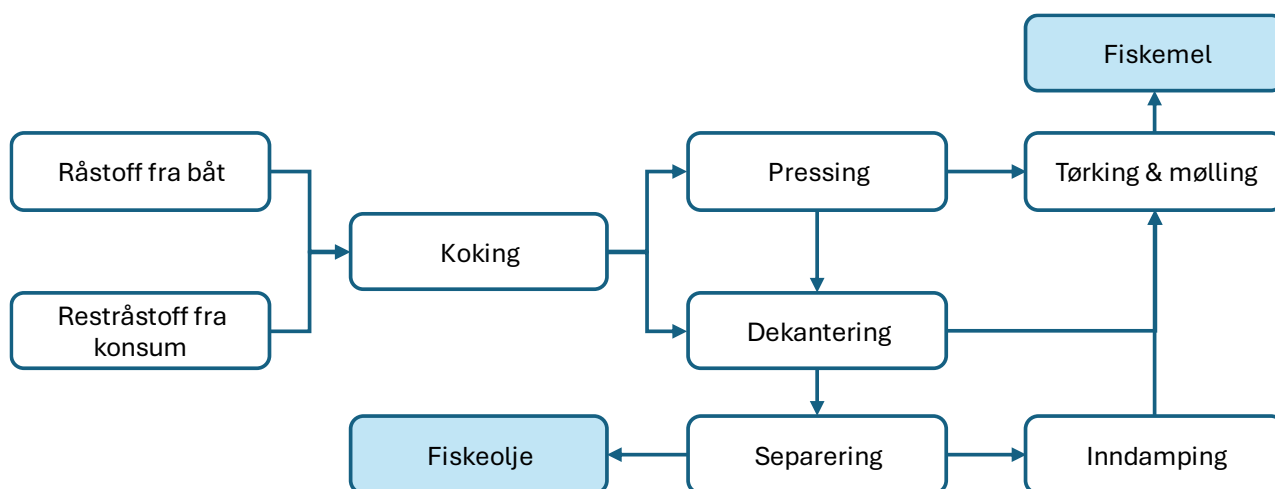 Fiskemel
Råstoff fra båt
Pressing
Tørking & mølling
Koking
Restråstoff fra
konsum
Dekantering
Fiskeolje
Separering
Inndamping